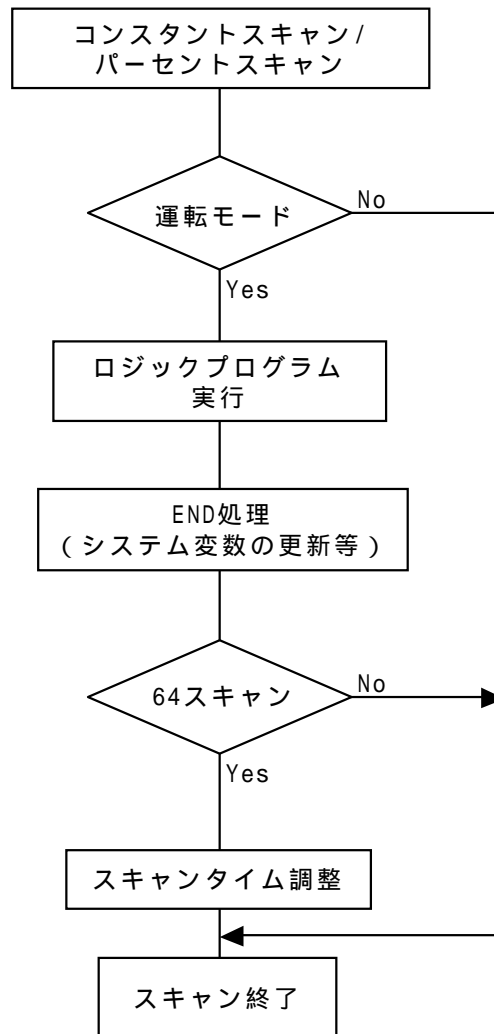 コンスタントスキャン/
パーセントスキャン
運転モード
No
Yes
ロジックプログラム
実行
END処理
(システム変数の更新等)
64スキャン
No
Yes
スキャンタイム調整
スキャン終了